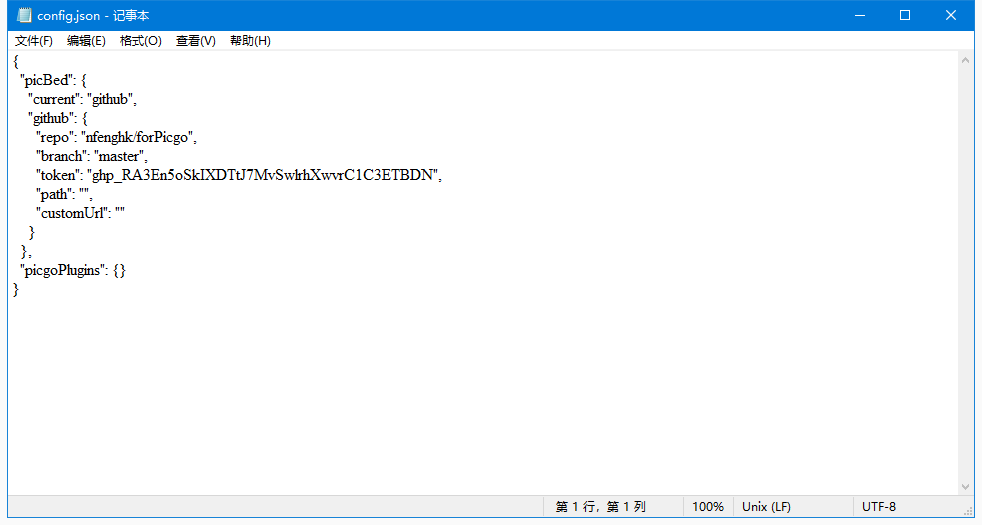 config.json - 记事本
文件(F) 编辑(E) 格式(O) 查看(V) 帮助(H)
{
  "picBed": {
    "current": "github",
    "github": {
      "repo": "nfenghk/forPicgo",
      "branch": "master",
      "token": "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",
      "path": "",
      "customUrl": ""
    }
  },
  "picgoPlugins": {}
}
第 1 行，第 1 列 100% Unix (LF) UTF-8